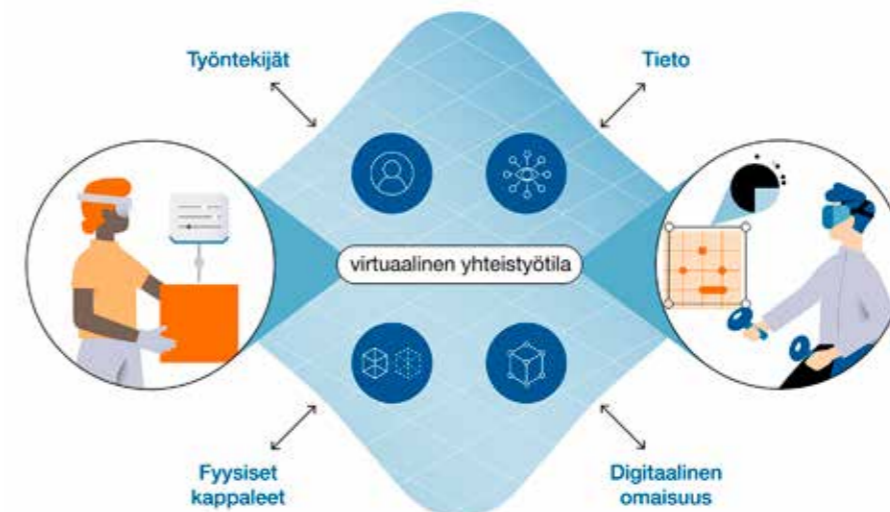 Työntekijät
Tieto
virtuaalinen yhteistyötila
Fyysiset
kappaleet
Digitaalinen
omaisuus